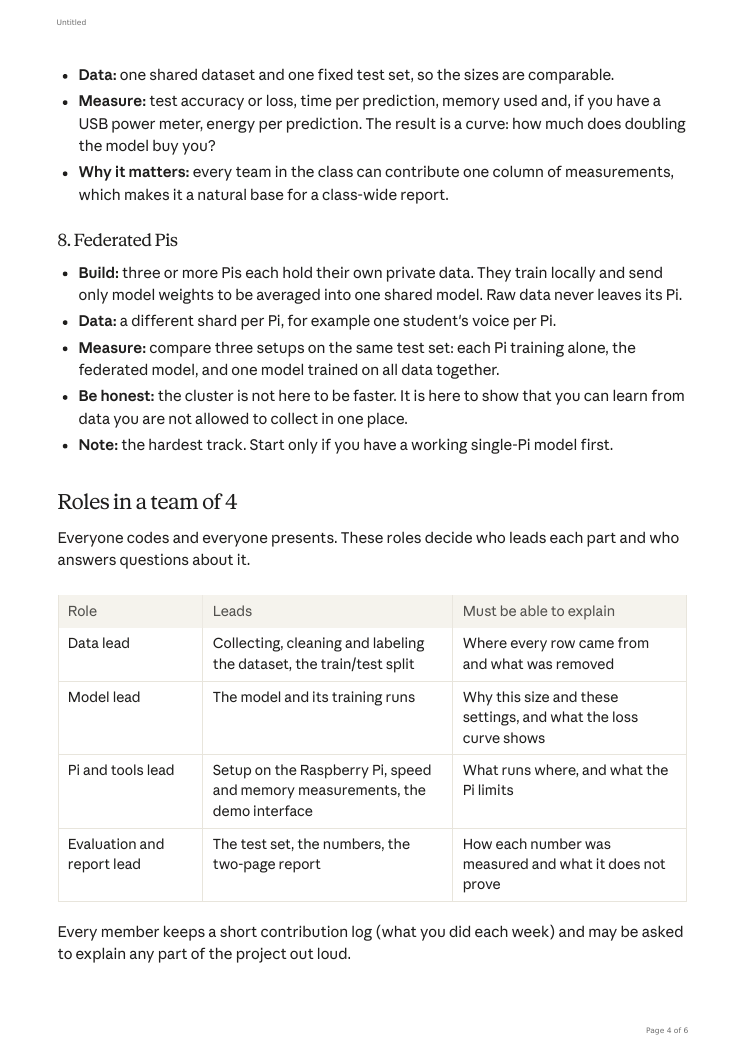 Untitled
• Data: one shared dataset and one fixed test set, so the sizes are comparable.
• Measure: test accuracy or loss, time per prediction, memory used and, if you have a
USB power meter, energy per prediction. The result is a curve: how much does doubling
the model buy you?
• Why it matters: every team in the class can contribute one column of measurements,
which makes it a natural base for a class-wide report.
8. Federated Pis
• Build: three or more Pis each hold their own private data. They train locally and send
only model weights to be averaged into one shared model. Raw data never leaves its Pi.
• Data: a different shard per Pi, for example one student's voice per Pi.
• Measure: compare three setups on the same test set: each Pi training alone, the
federated model, and one model trained on all data together.
• Be honest: the cluster is not here to be faster. It is here to show that you can learn from
data you are not allowed to collect in one place.
• Note: the hardest track. Start only if you have a working single-Pi model first.
Roles in a team of 4
Everyone codes and everyone presents. These roles decide who leads each part and who
answers questions about it.
Role
Leads
Must be able to explain
Data lead
Collecting, cleaning and labeling
the dataset, the train/test split
Where every row came from
and what was removed
Model lead
The model and its training runs
Why this size and these
settings, and what the loss
curve shows
Pi and tools lead
Setup on the Raspberry Pi, speed
and memory measurements, the
demo interface
What runs where, and what the
Pi limits
Evaluation and
report lead
The test set, the numbers, the
two-page report
How each number was
measured and what it does not
prove
Every member keeps a short contribution log (what you did each week) and may be asked
to explain any part of the project out loud.
Page 4 of 6